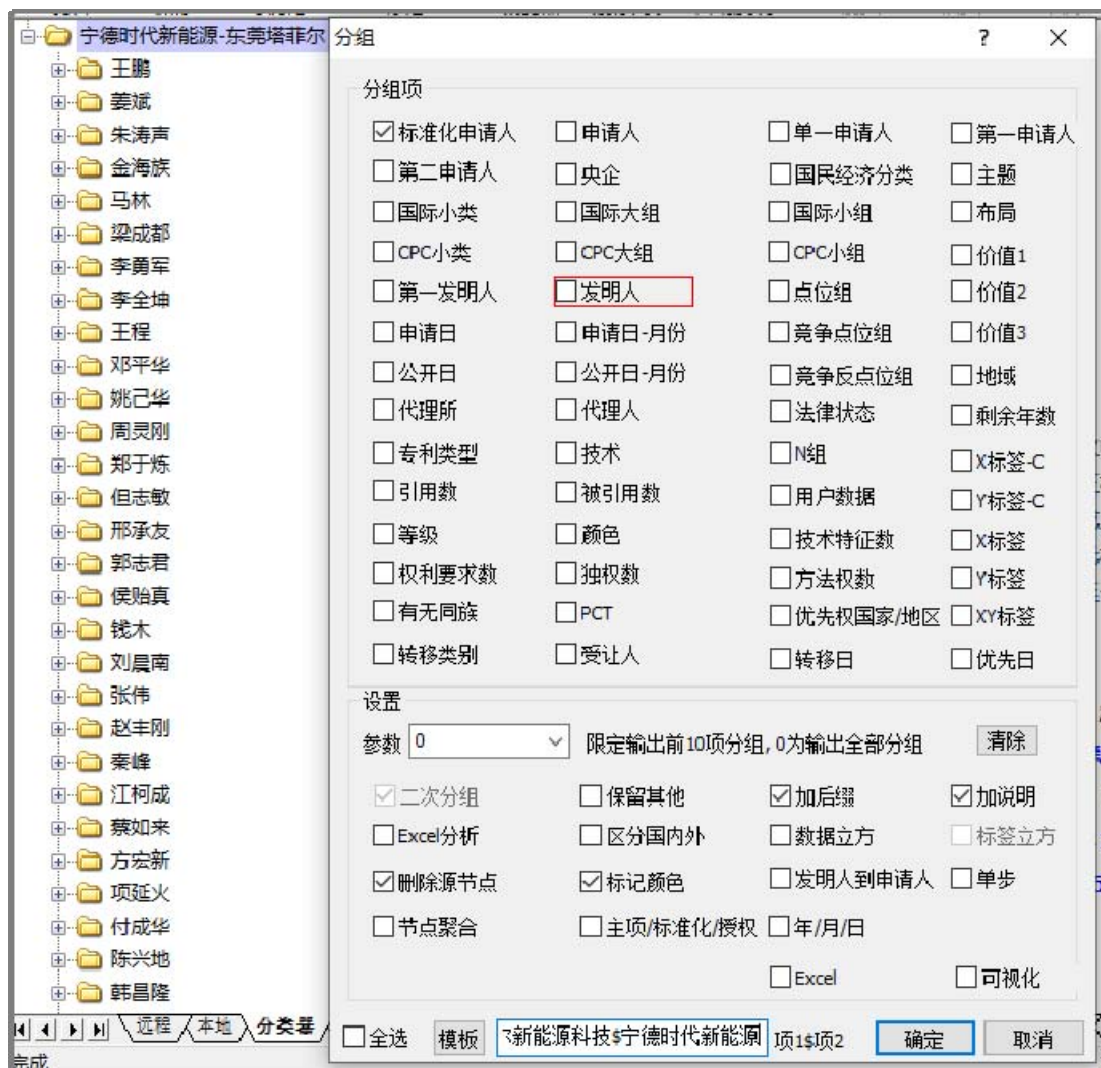 宁德时代新能源-东莞塔菲尔
王鹏
姜斌
朱涛声
金海族
马林
梁成都
李勇军
李全坤
王程
邓平华
姚己华
周灵刚
郑于炼
但志敏
邢承友
郭志君
侯贻真
钱木
刘晨南
张伟
赵丰刚
秦峰
江柯成
蔡如来
方宏新
项延火
付成华
陈兴地
韩昌隆
远程 本地 分类器
完成
分组 ? ×
分组项
标准化申请人 申请人 单一申请人 第一申请人
第二申请人 央企 国民经济分类 主题
国际小类 国际大组 国际小组 布局
CPC小类 CPC大组 CPC小组 价值1
第一发明人 发明人 点位组 价值2
申请日 申请日-月份 竞争点位组 价值3
公开日 公开日-月份 竞争反点位组 地域
代理所 代理人 法律状态 剩余年数
专利类型 技术 N组 X标签-C
引用数 被引用数 用户数据 Y标签-C
等级 颜色 技术特征数 X标签
权利要求数 独权数 方法权数 Y标签
有无同族 PCT 优先权国家/地区 XY标签
转移类别 受让人 转移日 优先日
设置
参数 0 限定输出前10项分组,0为输出全部分组 清除
二次分组 保留其他 加后缀 加说明
Excel分析 区分国内外 数据立方 标签立方
删除源节点 标记颜色 发明人到申请人 单步
节点聚合 主项/标准化/授权 年/月/日
Excel 可视化
全选 模板 新能源科技$宁德时代新能源 项1$项2 确定 取消